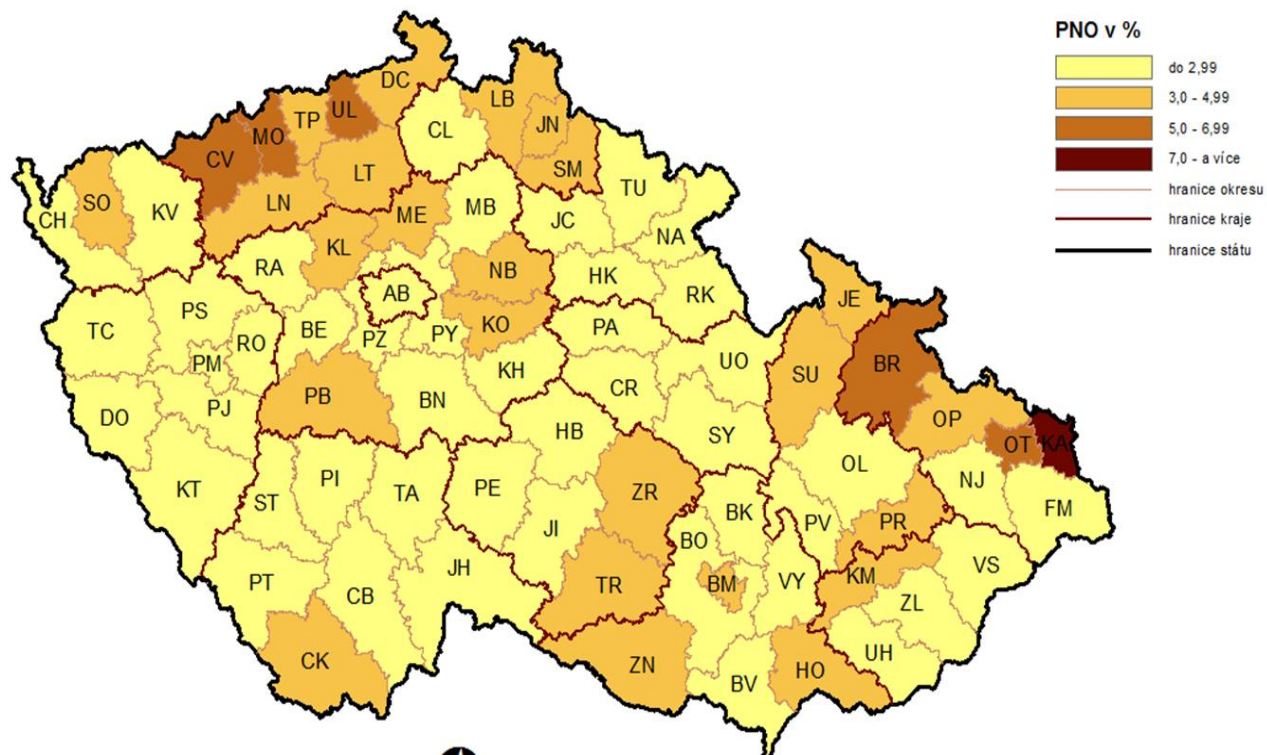 PNO v %
do 2,99
3,0 - 4,99
5,0 - 6,99
7,0 - a více
hranice okresu
hranice kraje
hranice státu
DC
LB
UL
TP
JN
MO
CL
CV
SM
LT
TU
SO
KV
LN
ME
MB
JC
CH
NA
KL
RA
NB
HK
RK
AB
JE
PS
BE
PZ
PY
KO
PA
TC
RO
UO
PM
KH
SU
BR
PB
BN
CR
DO
PJ
OP
HB
SY
OT
KA
OL
PI
TA
PE
ZR
NJ
KT
ST
BK
FM
JI
BO
PV
PR
PT
CB
JH
TR
BM
VY
KM
VS
ZL
CK
ZN
BV
HO
UH